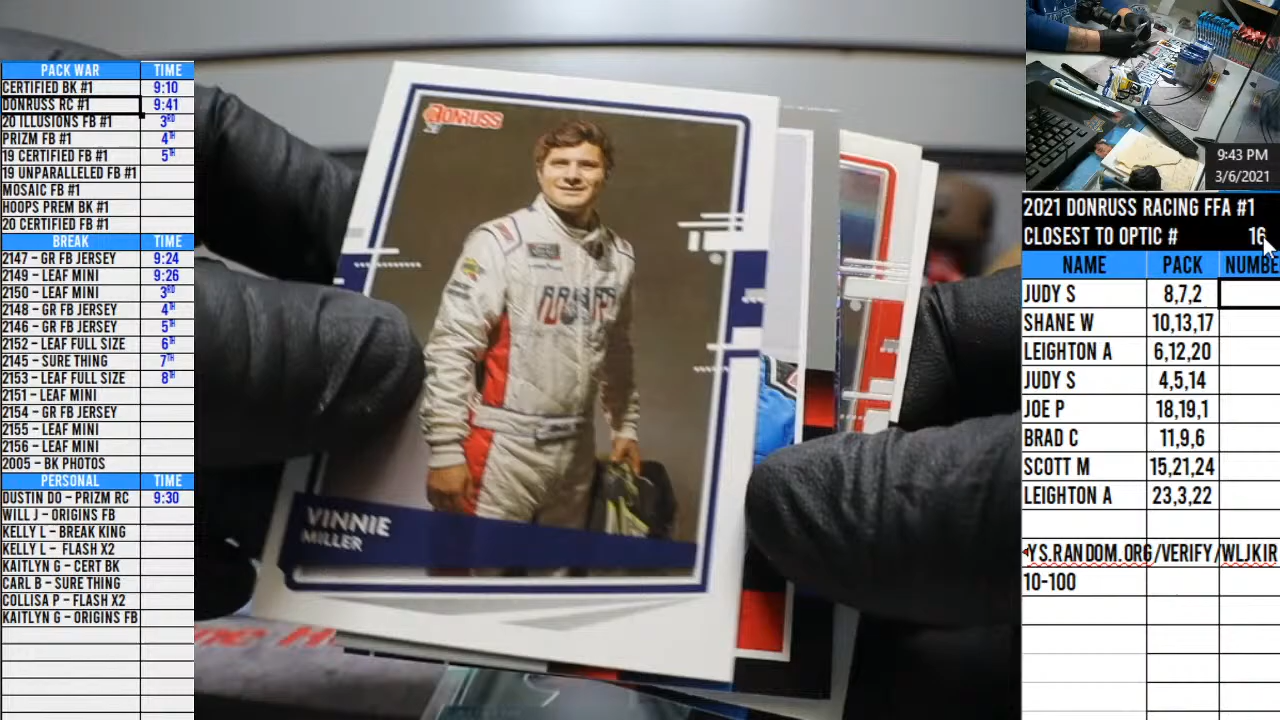 PACK WAR TIME
CERTIFIED BK #1 9:10
DONRUSS RC #1 9:41
20 ILLUSIONS FB #1 3RD
PRIZM FB #1 4TH
19 CERTIFIED FB #1 5TH
19 UNPARALLELED FB #1
MOSAIC FB #1
HOOPS PREM BK #1
20 CERTIFIED FB #1
BREAK TIME
2147 – GR FB JERSEY 9:24
2149 – LEAF MINI 9:26
2150 – LEAF MINI 3RD
2148 – GR FB JERSEY 4TH
2146 – GR FB JERSEY 5TH
2152 – LEAF FULL SIZE 6TH
2145 – SURE THING 7TH
2153 – LEAF FULL SIZE 8TH
2151 – LEAF MINI
2154 – GR FB JERSEY
2155 – LEAF MINI
2156 – LEAF MINI
2005 – BK PHOTOS
PERSONAL TIME
DUSTIN DO – PRIZM RC 9:30
WILL J – ORIGINS FB
KELLY L – BREAK KING
KELLY L – FLASH X2
KAITLYN G – CERT BK
CARL B – SURE THING
COLLISA P – FLASH X2
KAITLYN G – ORIGINS FB
DONRUSS
VINNIE
MILLER
9:43 PM
3/6/2021
2021 DONRUSS RACING FFA #1
CLOSEST TO OPTIC # 16
NAME PACK NUMBE
JUDY S 8,7,2
SHANE W 10,13,17
LEIGHTON A 6,12,20
JUDY S 4,5,14
JOE P 18,19,1
BRAD C 11,9,6
SCOTT M 15,21,24
LEIGHTON A 23,3,22
YS.RANDOM.ORG/VERIFY/WLJKIR
10-100